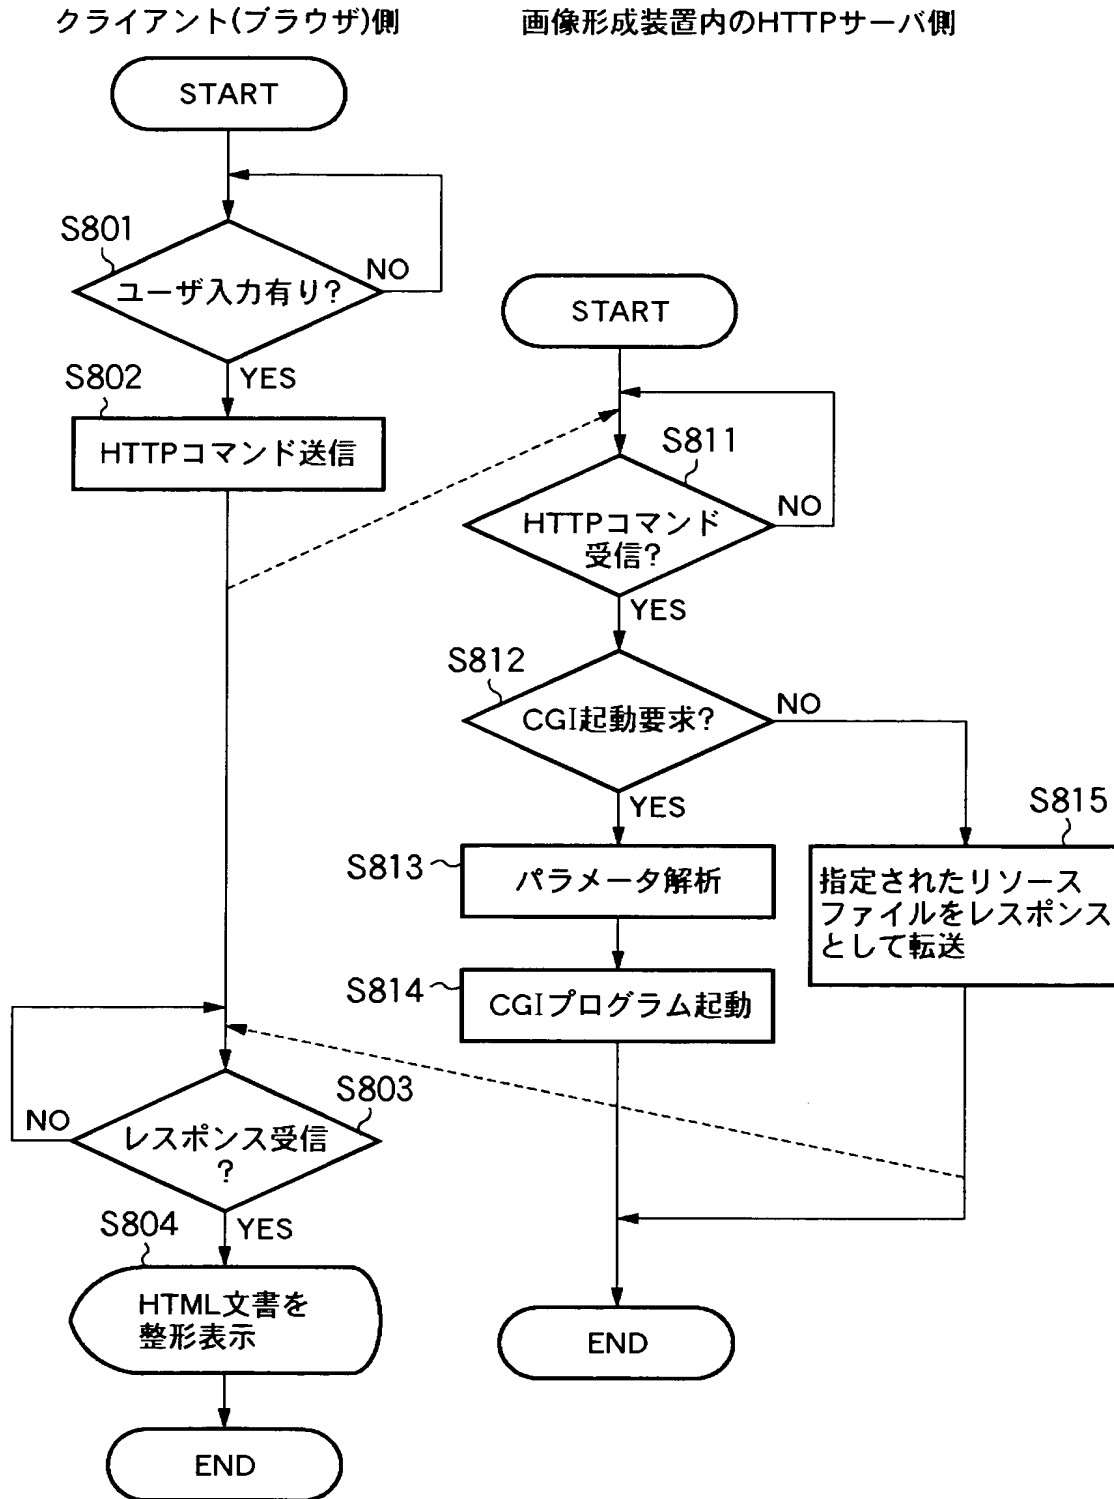 クライアント(ブラウザ)側
START
S801
ユーザ入力有り?
NO
YES
S802
HTTPコマンド送信
NO
S803
レスポンス受信
?
YES
S804
HTML文書を
整形表示
END
画像形成装置内のHTTPサーバ側
START
S811
HTTPコマンド
受信?
NO
YES
S812
CGI起動要求?
NO
YES
S813
パラメータ解析
S814
CGIプログラム起動
S815
指定されたリソース
ファイルをレスポンス
として転送
END